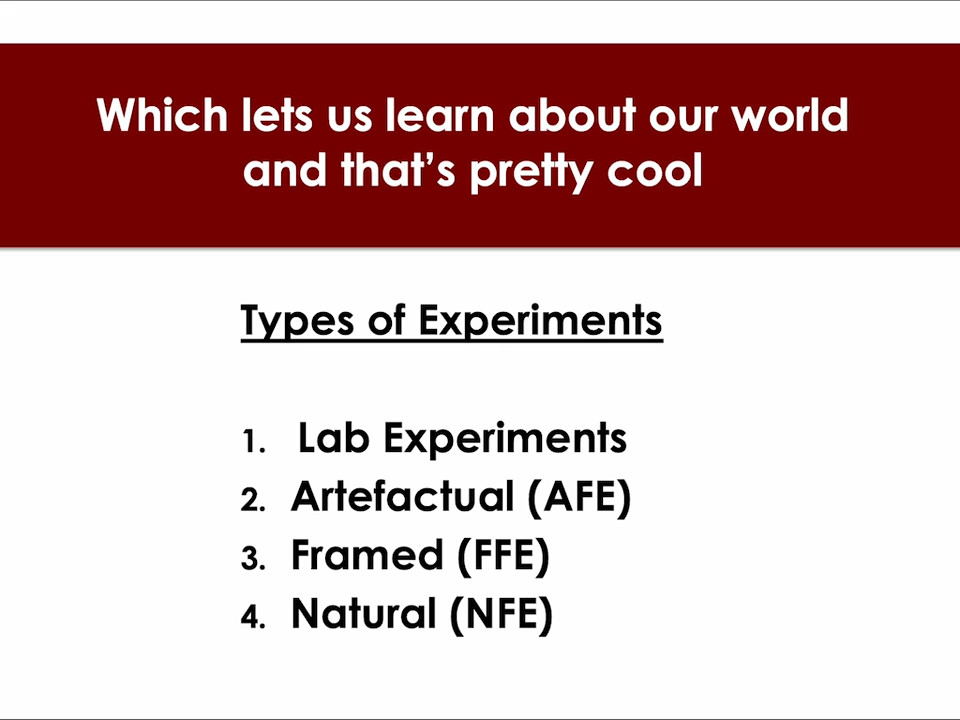 Which lets us learn about our world
and that’s pretty cool
Types of Experiments
1. Lab Experiments
2. Artefactual (AFE)
3. Framed (FFE)
4. Natural (NFE)